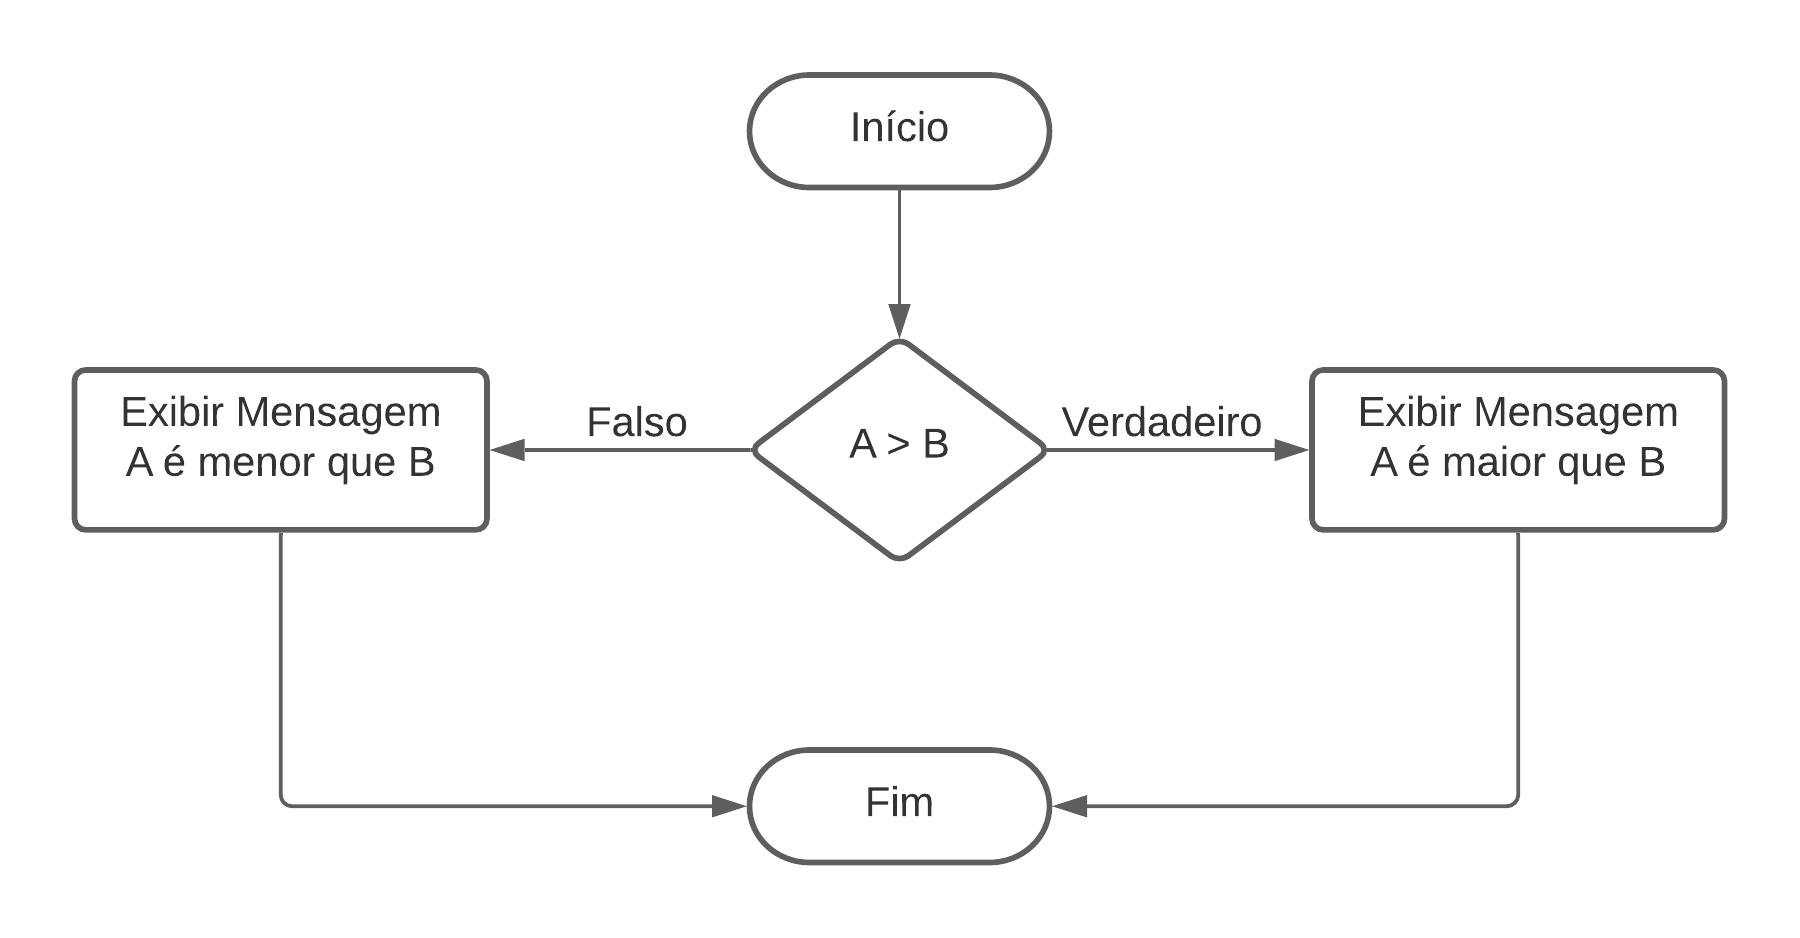 Início
Falso
A > B
Verdadeiro
Exibir Mensagem
A é menor que B
Exibir Mensagem
A é maior que B
Fim